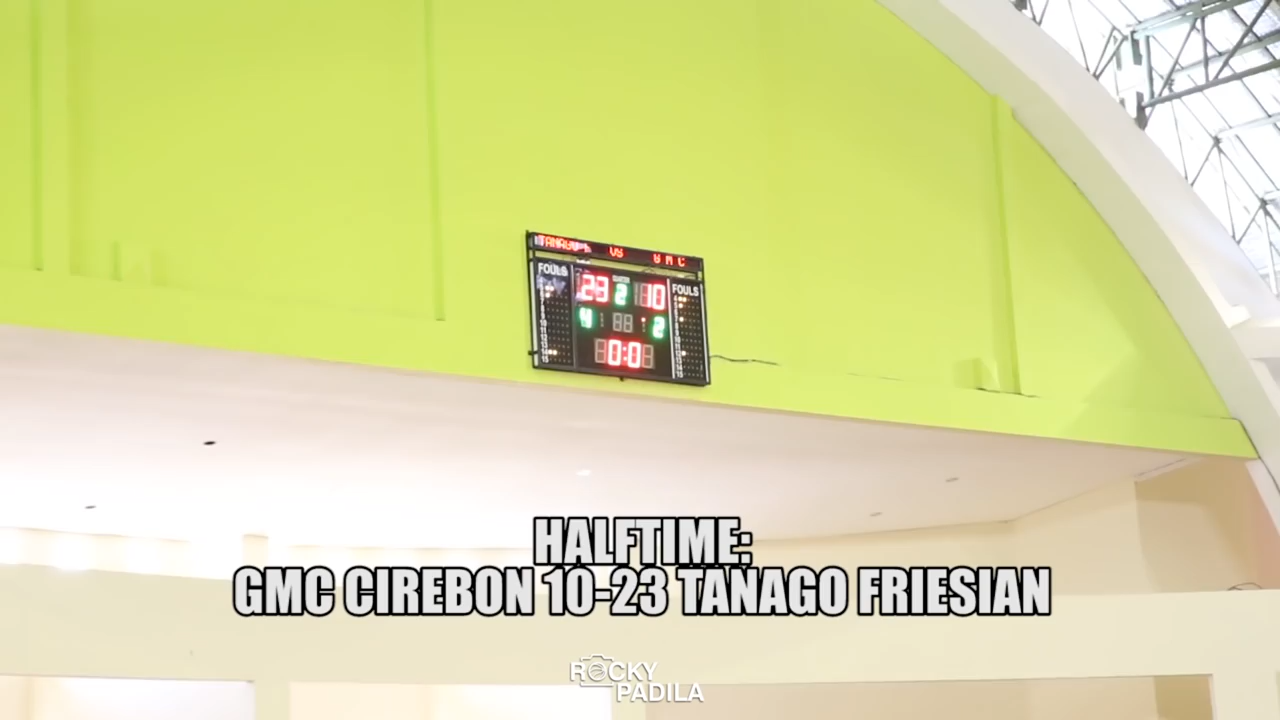 TANAGO VS G M C
FOULS FOULS
23 2 10
4 2
0:0
HALFTIME:
GMC CIREBON 10-23 TANAGO FRIESIAN
ROCKY
PADILA